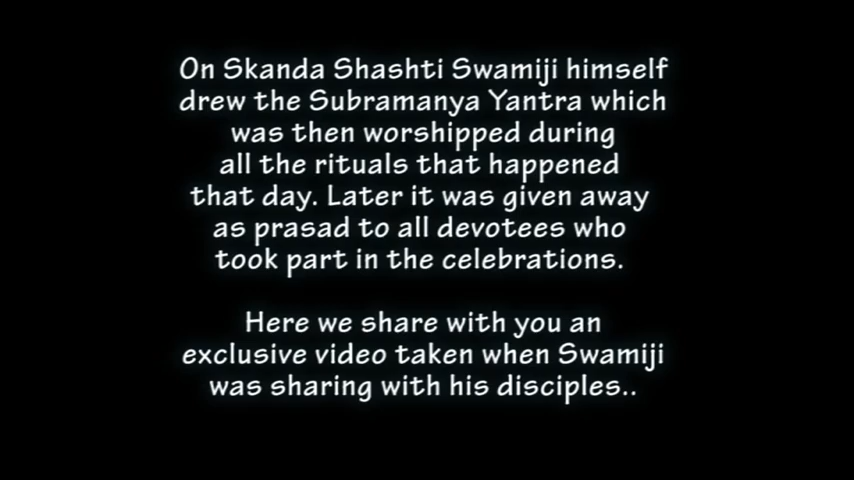 On Skanda Shashti Swamiji himself
drew the Subramanya Yantra which
was then worshipped during
all the rituals that happened
that day. Later it was given away
as prasad to all devotees who
took part in the celebrations.
Here we share with you an
exclusive video taken when Swamiji
was sharing with his disciples..